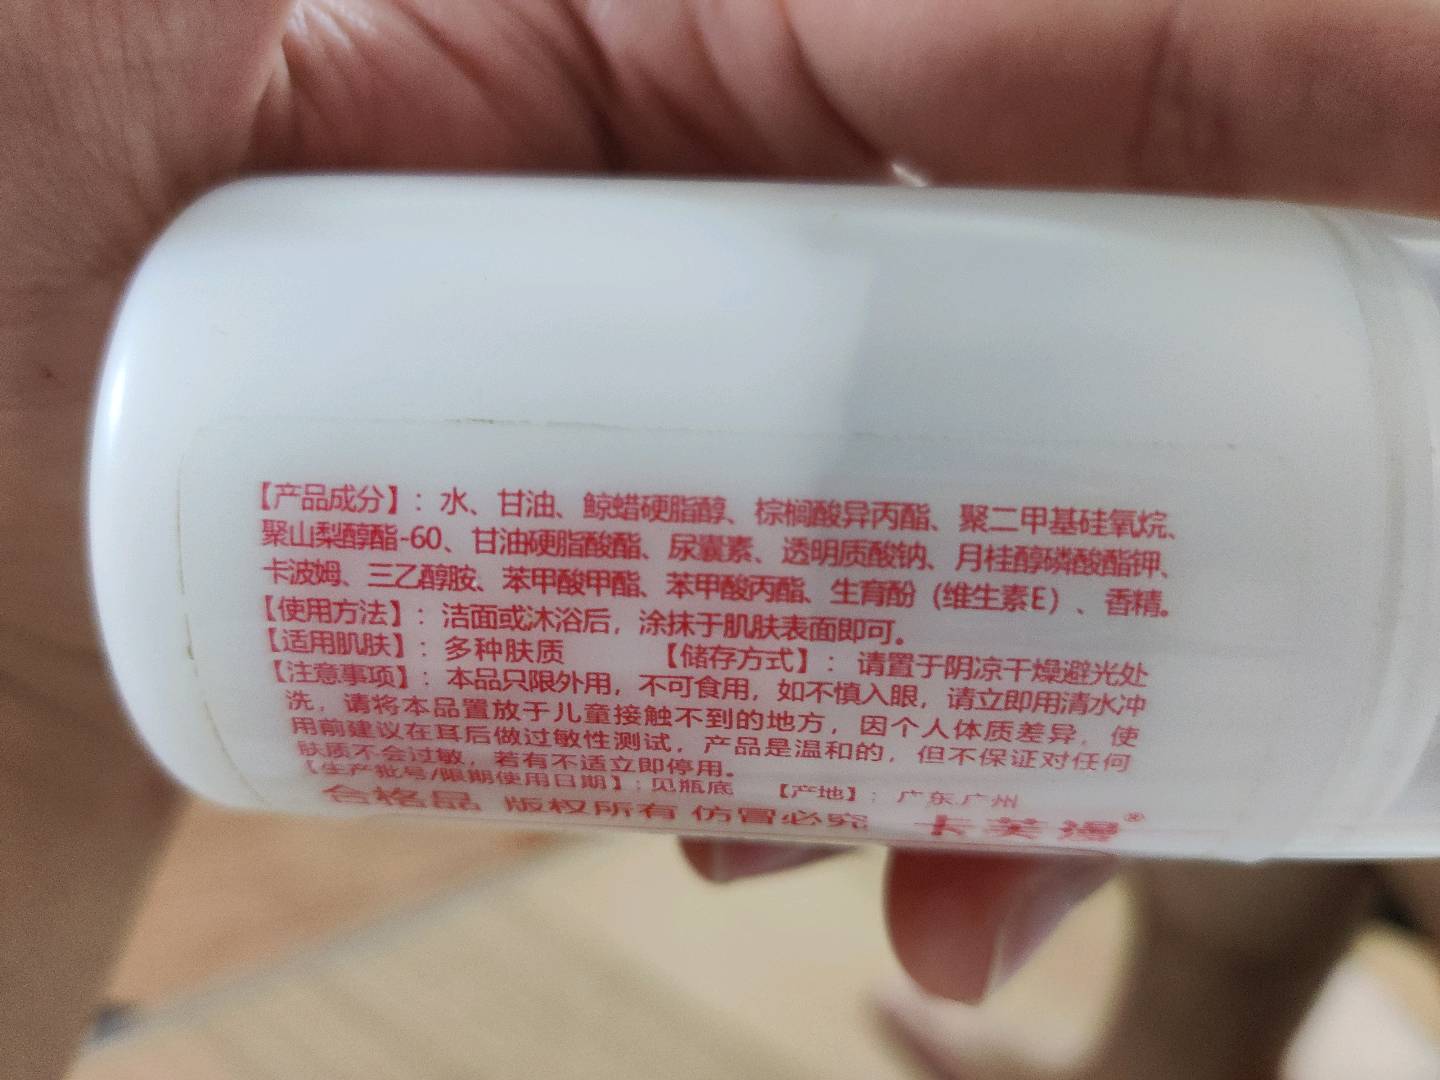 【产品成分】：水、甘油、鲸蜡硬脂醇、棕榈酸异丙酯、聚二甲基硅氧烷、
聚山梨醇酯-60、甘油硬脂酸酯、尿囊素、透明质酸钠、月桂醇磷酸酯钾、
卡波姆、三乙醇胺、苯甲酸甲酯、苯甲酸丙酯、生育酚（维生素E）、香精。
【使用方法】：洁面或沐浴后，涂抹于肌肤表面即可。
【适用肌肤】：多种肤质 【储存方式】：请置于阴凉干燥避光处
【注意事项】：本品只限外用，不可食用，如不慎入眼，请立即用清水冲
洗，请将本品置放于儿童接触不到的地方，因个人体质差异，使
用前建议在耳后做过敏性测试，产品是温和的，但不保证对任何
肤质不会过敏，若有不适立即停用。
【生产批号/限期使用日期】：见瓶底 【产地】：广东.广州
合格品 版权所有 仿冒必究 卡芙漫®